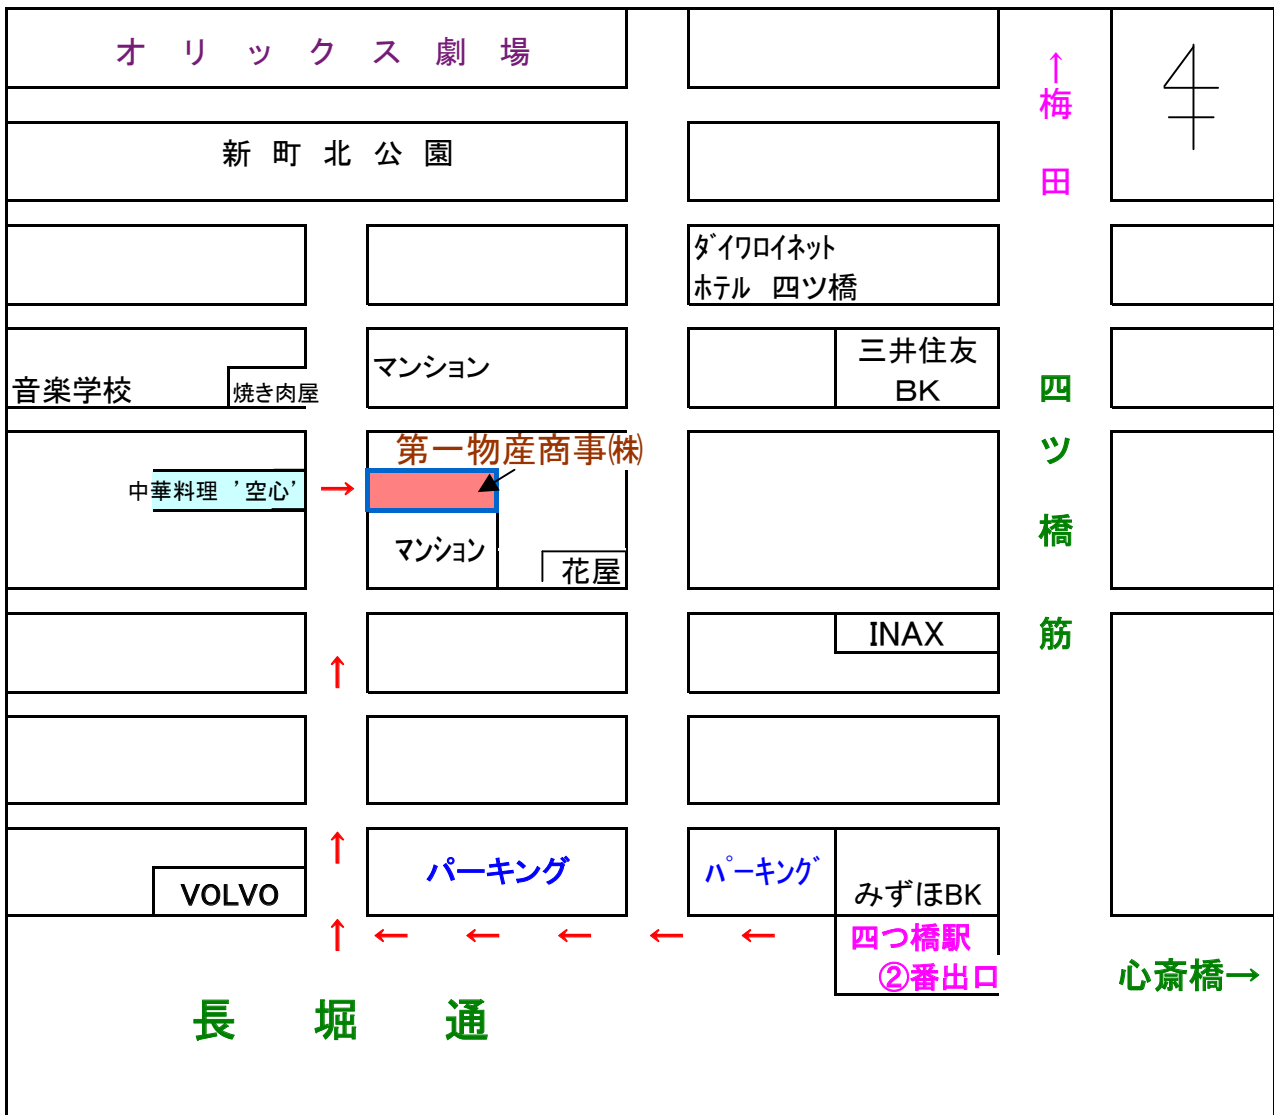 オリックス劇場
↑梅田
新町北公園
ﾀﾞｲﾜﾛｲﾈｯﾄ
ﾎﾃﾙ 四ツ橋
音楽学校
焼き肉屋
マンション
三井住友
BK
四ツ橋筋
第一物産商事㈱
中華料理 ’空心’
→
マンション
花屋
INAX
↑
↑
パーキング
ﾊﾟｰｷﾝｸﾞ
VOLVO
みずほBK
↑ ← ← ← ← ←
四つ橋駅
②番出口
心斎橋→
長堀通